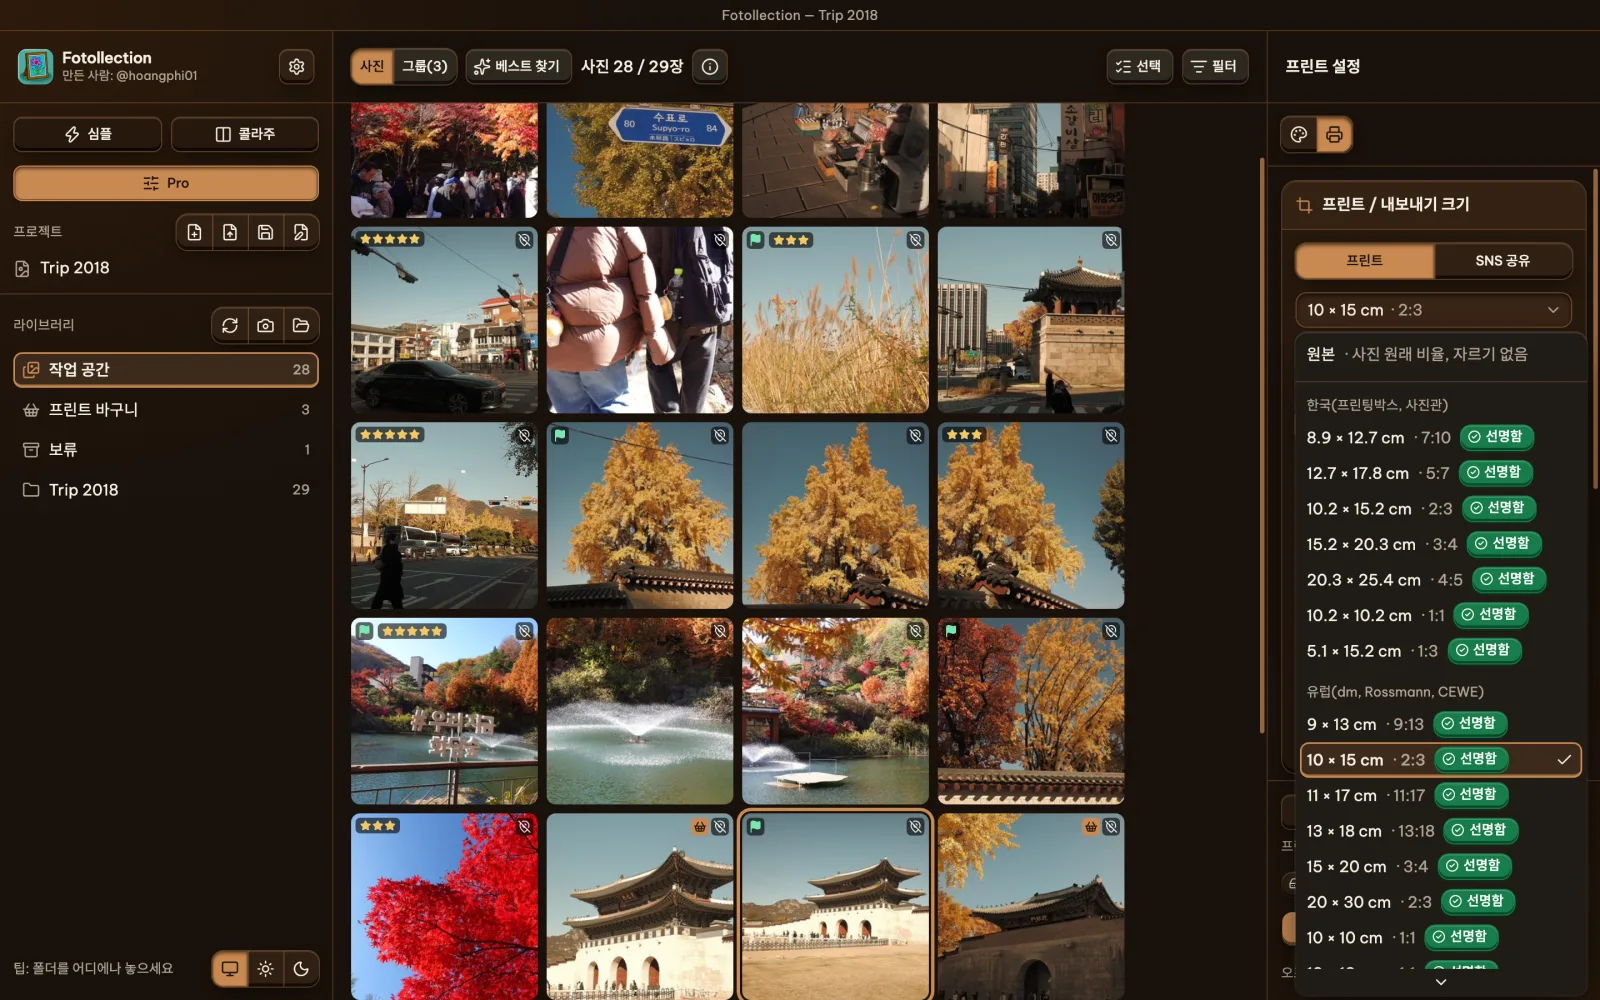 Fotollection — Trip 2018
Fotollection
만든 사람: @hoangphi01
심플
콜라주
Pro
프로젝트
Trip 2018
라이브러리
작업 공간 28
프린트 바구니 3
보류 1
Trip 2018 29
팁: 폴더를 어디에나 놓으세요
사진
그룹(3)
베스트 찾기
사진 28 / 29장
선택
필터
80 수표로 84
Supyo-ro
프린트 설정
프린트 / 내보내기 크기
프린트
SNS 공유
10 × 15 cm · 2:3
원본 · 사진 원래 비율, 자르기 없음
한국(프린팅박스, 사진관)
8.9 × 12.7 cm · 7:10 선명함
12.7 × 17.8 cm · 5:7 선명함
10.2 × 15.2 cm · 2:3 선명함
15.2 × 20.3 cm · 3:4 선명함
20.3 × 25.4 cm · 4:5 선명함
10.2 × 10.2 cm · 1:1 선명함
5.1 × 15.2 cm · 1:3 선명함
유럽(dm, Rossmann, CEWE)
9 × 13 cm · 9:13 선명함
10 × 15 cm · 2:3 선명함
11 × 17 cm · 11:17 선명함
13 × 18 cm · 13:18 선명함
15 × 20 cm · 3:4 선명함
20 × 30 cm · 2:3 선명함
10 × 10 cm · 1:1 선명함